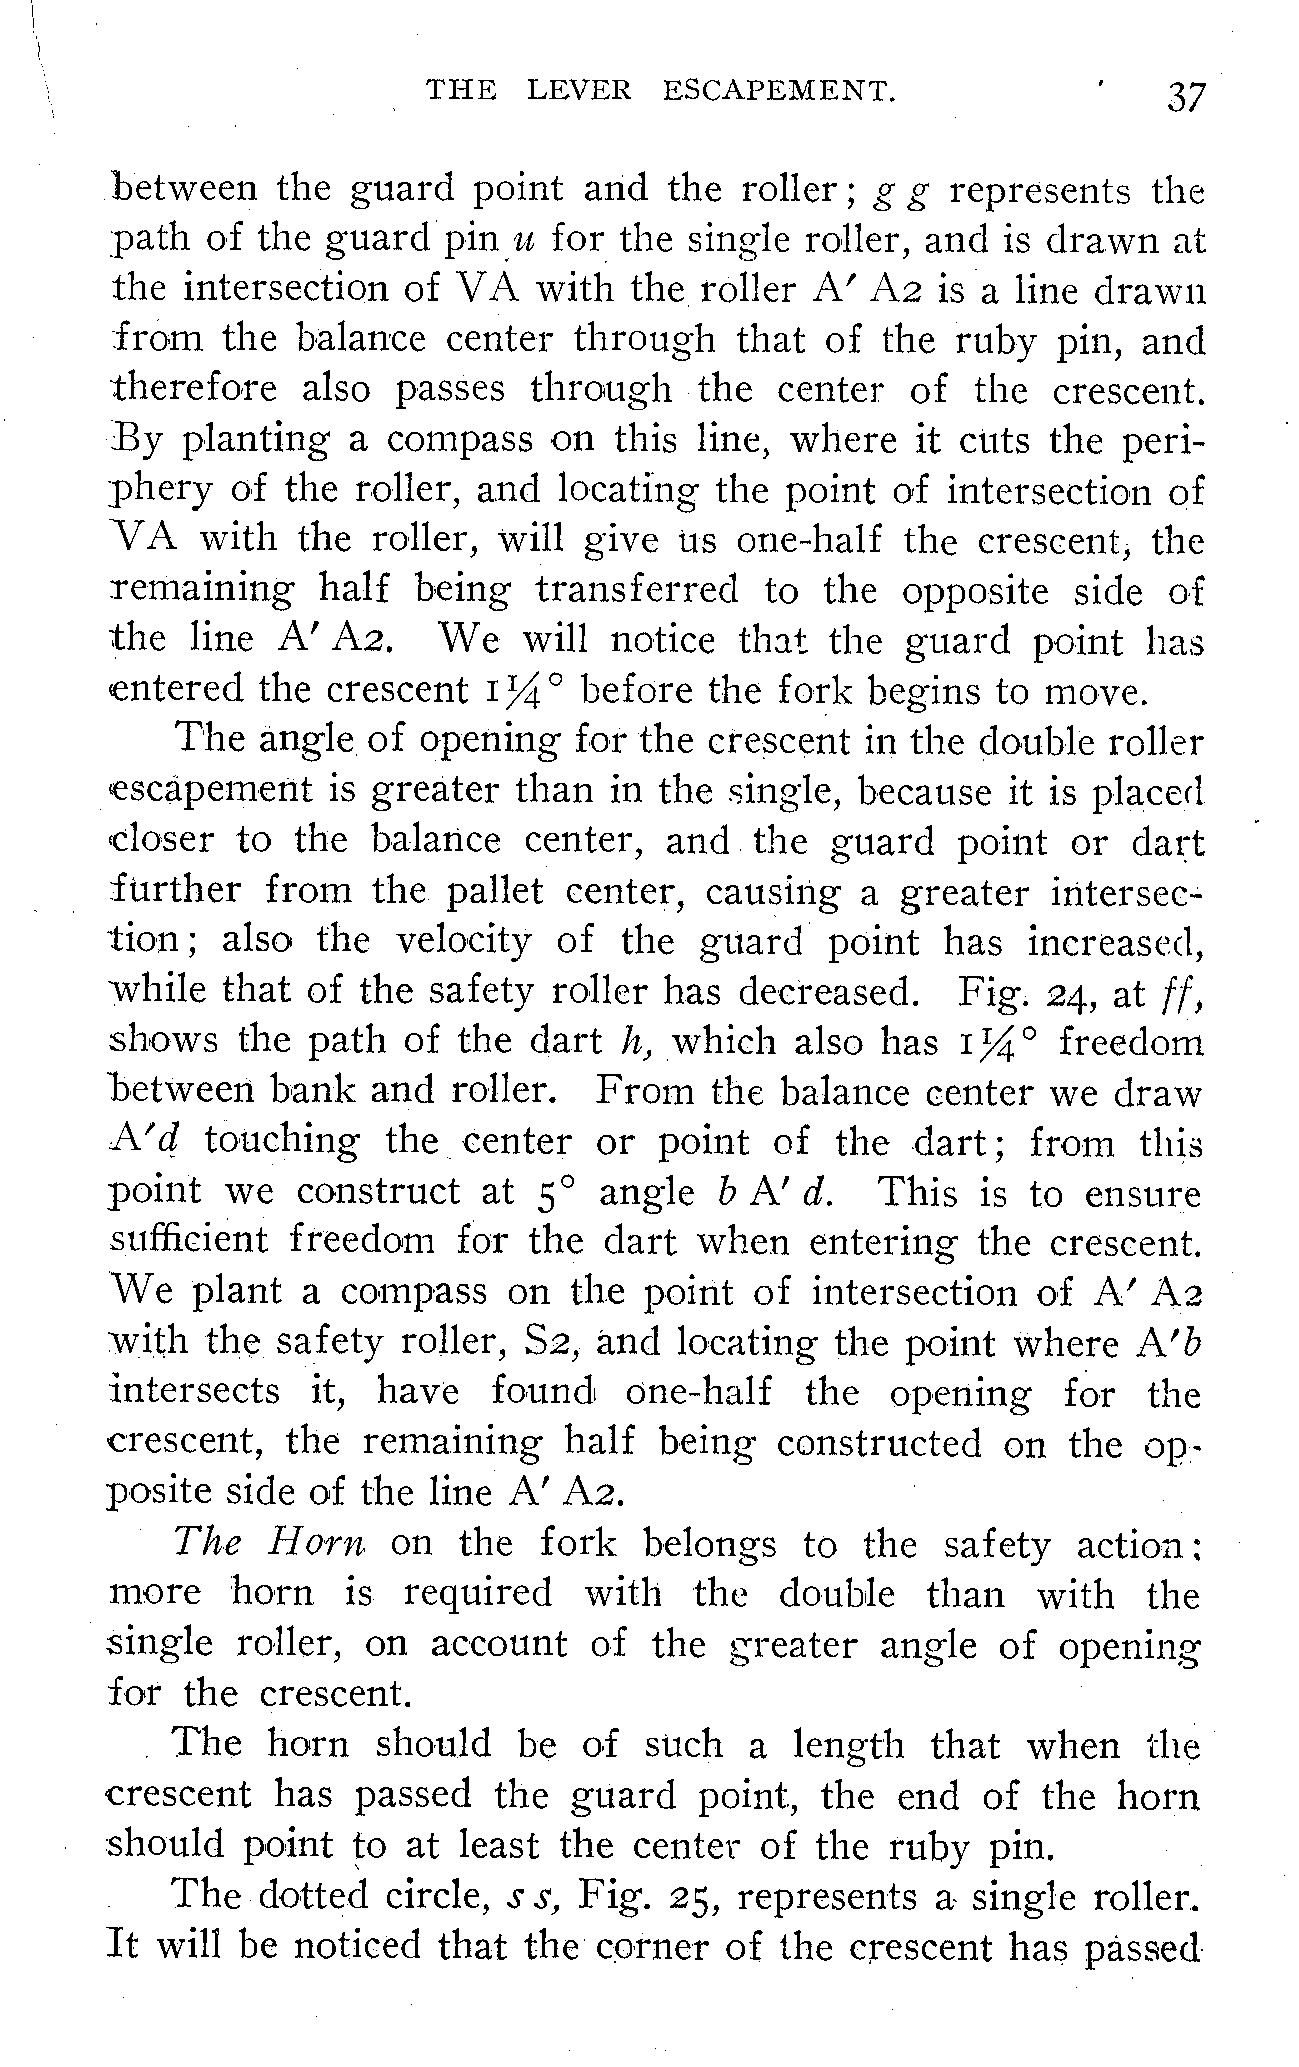 THE LEVER ESCAPEMENT. 37
between the guard point and the roller; g g represents the
path of the guard pin u for the single roller, and is drawn at
the intersection of VA with the roller A′ A2 is a line drawn
from the balance center through that of the ruby pin, and
therefore also passes through the center of the crescent.
By planting a compass on this line, where it cuts the peri-
phery of the roller, and locating the point of intersection of
VA with the roller, will give us one-half the crescent, the
remaining half being transferred to the opposite side of
the line A′ A2. We will notice that the guard point has
entered the crescent 1¼° before the fork begins to move.
The angle of opening for the crescent in the double roller
escapement is greater than in the single, because it is placed
closer to the balance center, and the guard point or dart
further from the pallet center, causing a greater intersec-
tion; also the velocity of the guard point has increased,
while that of the safety roller has decreased. Fig. 24, at ff,
shows the path of the dart h, which also has 1¼° freedom
between bank and roller. From the balance center we draw
A′d touching the center or point of the dart; from this
point we construct at 5° angle b A′ d. This is to ensure
sufficient freedom for the dart when entering the crescent.
We plant a compass on the point of intersection of A′ A2
with the safety roller, S2, and locating the point where A′b
intersects it, have found one-half the opening for the
crescent, the remaining half being constructed on the op-
posite side of the line A′ A2.
The Horn on the fork belongs to the safety action;
more horn is required with the double than with the
single roller, on account of the greater angle of opening
for the crescent.
The horn should be of such a length that when the
crescent has passed the guard point, the end of the horn
should point to at least the center of the ruby pin.
The dotted circle, s s, Fig. 25, represents a single roller.
It will be noticed that the corner of the crescent has passed